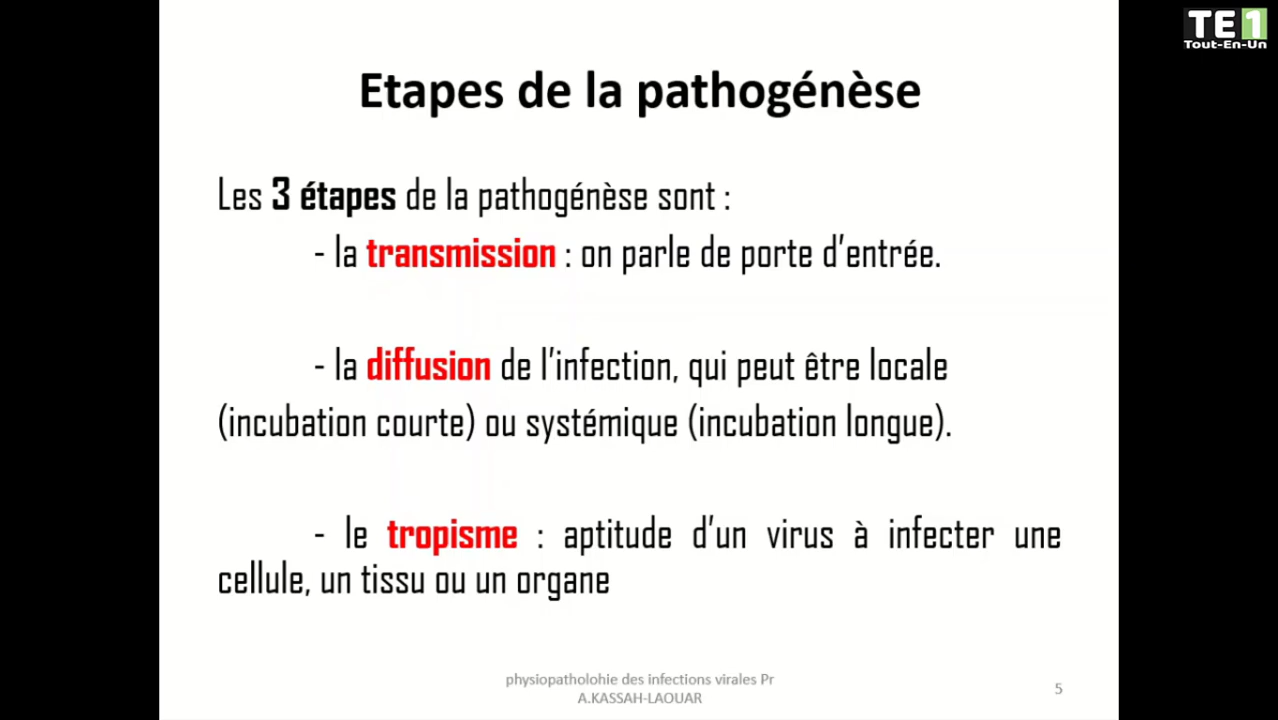 TE1
Tout-En-Un
Etapes de la pathogénèse
Les 3 étapes de la pathogénèse sont :
- la transmission : on parle de porte d’entrée.
- la diffusion de l’infection, qui peut être locale
(incubation courte) ou systémique (incubation longue).
- le tropisme : aptitude d’un virus à infecter une
cellule, un tissu ou un organe
physiopatholohie des infections virales Pr
A.KASSAH-LAOUAR
5